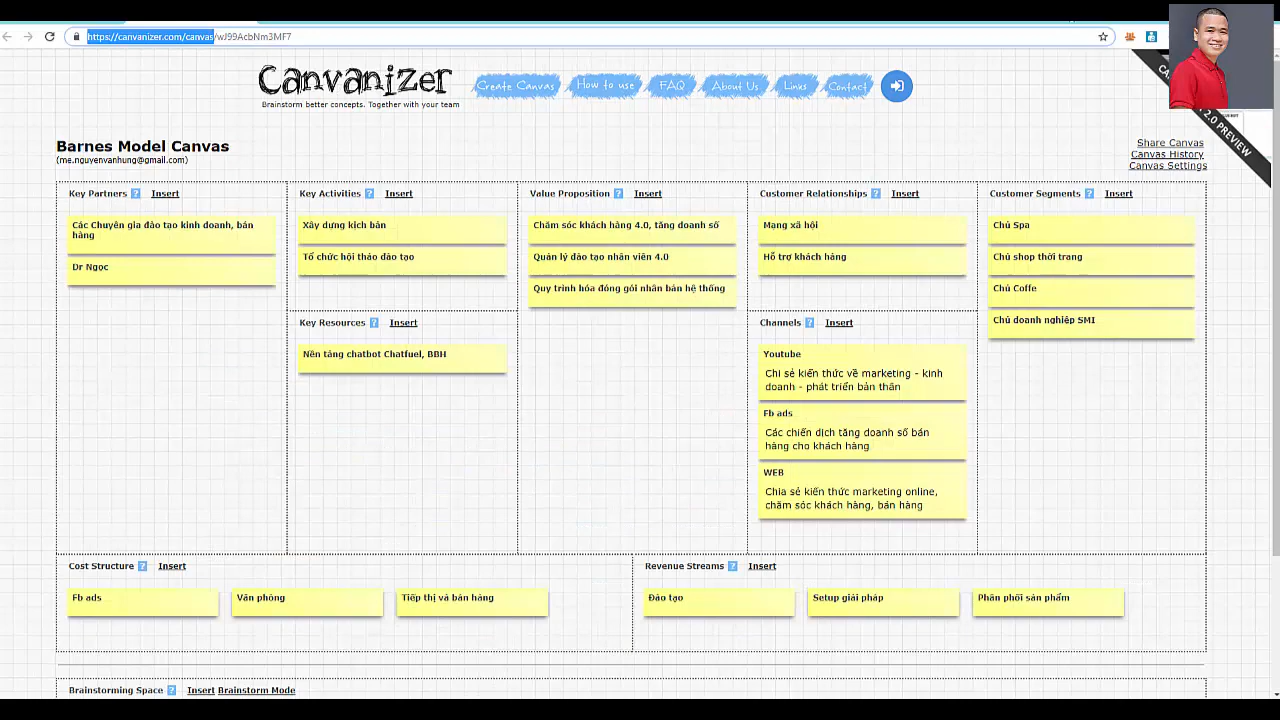 https://canvanizer.com/canvas/wJ99AcbNm3MF7
Canvanizer
Brainstorm better concepts. Together with your team
Create Canvas
How to use
FAQ
About Us
Links
Contact
2.0 PREVIEW
Barnes Model Canvas
(me.nguyenvanhung@gmail.com)
Share Canvas
Canvas History
Canvas Settings
Key Partners ? Insert
Các Chuyên gia đào tạo kinh doanh, bán
hàng
Dr Ngọc
Key Activities ? Insert
Xây dựng kịch bản
Tổ chức hội thảo đào tạo
Key Resources ? Insert
Nền tảng chatbot Chatfuel, BBH
Value Proposition ? Insert
Chăm sóc khách hàng 4.0, tăng doanh số
Quản lý đào tạo nhân viên 4.0
Quy trình hóa đóng gói nhân bản hệ thống
Customer Relationships ? Insert
Mạng xã hội
Hỗ trợ khách hàng
Channels ? Insert
Youtube
Chi sẻ kiến thức về marketing - kinh
doanh - phát triển bản thân
Fb ads
Các chiến dịch tăng doanh số bán
hàng cho khách hàng
WEB
Chia sẻ kiến thức marketing online,
chăm sóc khách hàng, bán hàng
Customer Segments ? Insert
Chủ Spa
Chủ shop thời trang
Chủ Coffe
Chủ doanh nghiệp SMI
Cost Structure ? Insert
Fb ads
Văn phòng
Tiếp thị và bán hàng
Revenue Streams ? Insert
Đào tạo
Setup giải pháp
Phân phối sản phẩm
Brainstorming Space ? Insert Brainstorm Mode